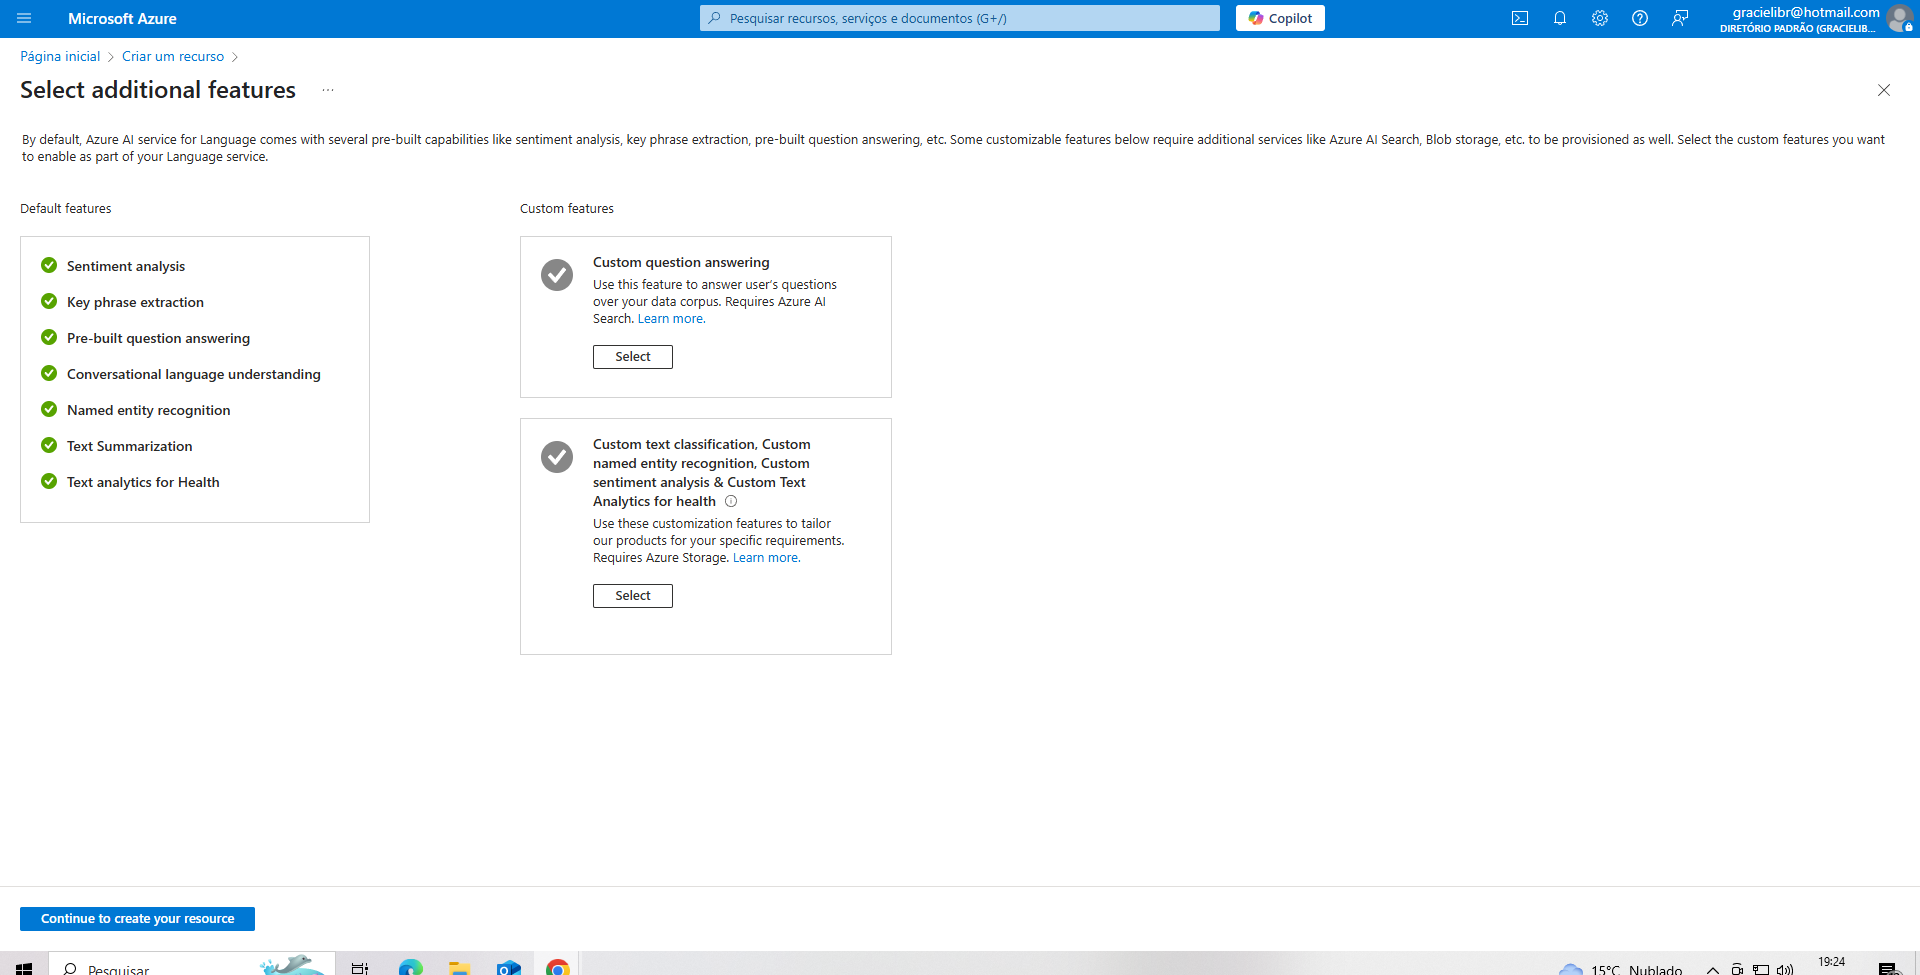 Microsoft Azure
Pesquisar recursos, serviços e documentos (G+/)
Copilot
gracielibr@hotmail.com
DIRETÓRIO PADRÃO (GRACIELIB...
Página inicial > Criar um recurso >
Select additional features ...
By default, Azure AI service for Language comes with several pre-built capabilities like sentiment analysis, key phrase extraction, pre-built question answering, etc. Some customizable features below require additional services like Azure AI Search, Blob storage, etc. to be provisioned as well. Select the custom features you want
to enable as part of your Language service.
Default features
Sentiment analysis
Key phrase extraction
Pre-built question answering
Conversational language understanding
Named entity recognition
Text Summarization
Text analytics for Health
Custom features
Custom question answering
Use this feature to answer user's questions
over your data corpus. Requires Azure AI
Search. Learn more.
Select
Custom text classification, Custom
named entity recognition, Custom
sentiment analysis & Custom Text
Analytics for health
Use these customization features to tailor
our products for your specific requirements.
Requires Azure Storage. Learn more.
Select
Continue to create your resource
Pesquisar
15°C Nublado
19:24